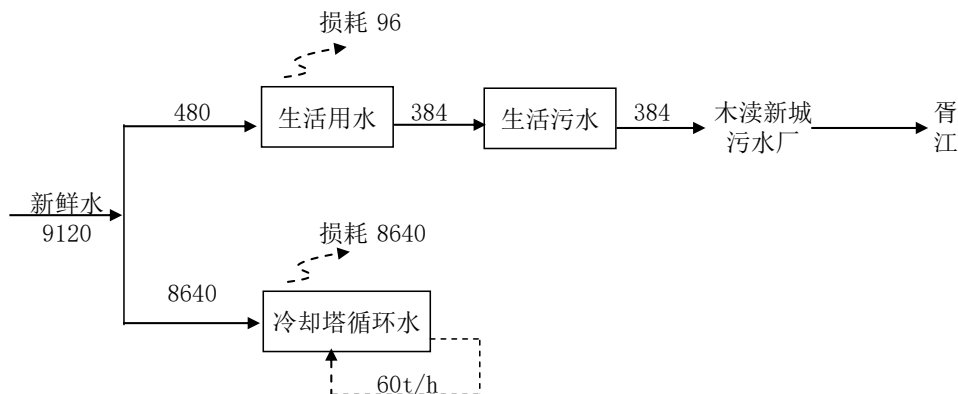 损耗 96
480
生活用水
384
生活污水
384
木渎新城
污水厂
胥
江
新鲜水
9120
损耗 8640
8640
冷却塔循环水
60t/h